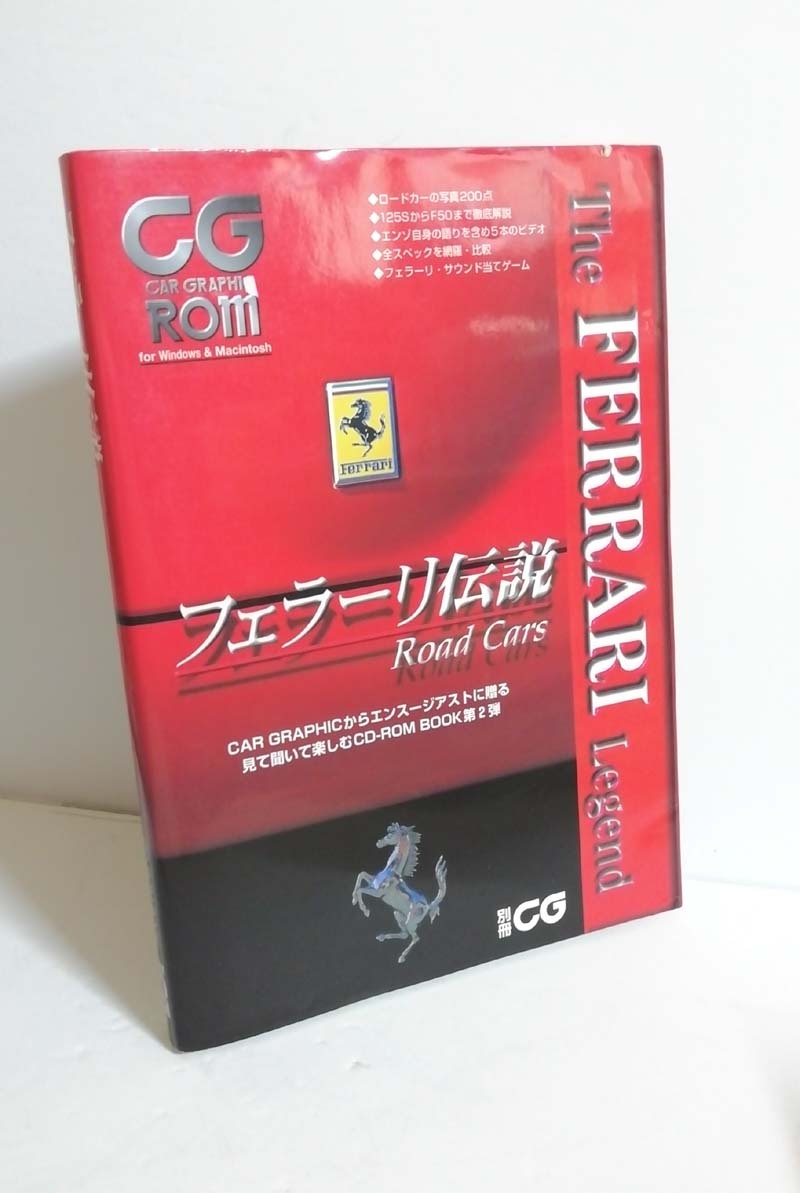 CG
CAR GRAPHI
ROM
for Windows & Macintosh
◆ロードカーの写真200点
◆125SからF50まで徹底解説
◆エンゾ自身の語りを含め5本のビデオ
◆全スペックを網羅・比較
◆フェラーリ・サウンド当てゲーム
The FERRARI Legend
Ferrari
フェラーリ伝説
Road Cars
CAR GRAPHICからエンスージアストに贈る
見て聞いて楽しむCD-ROM BOOK第2弾
別冊CG